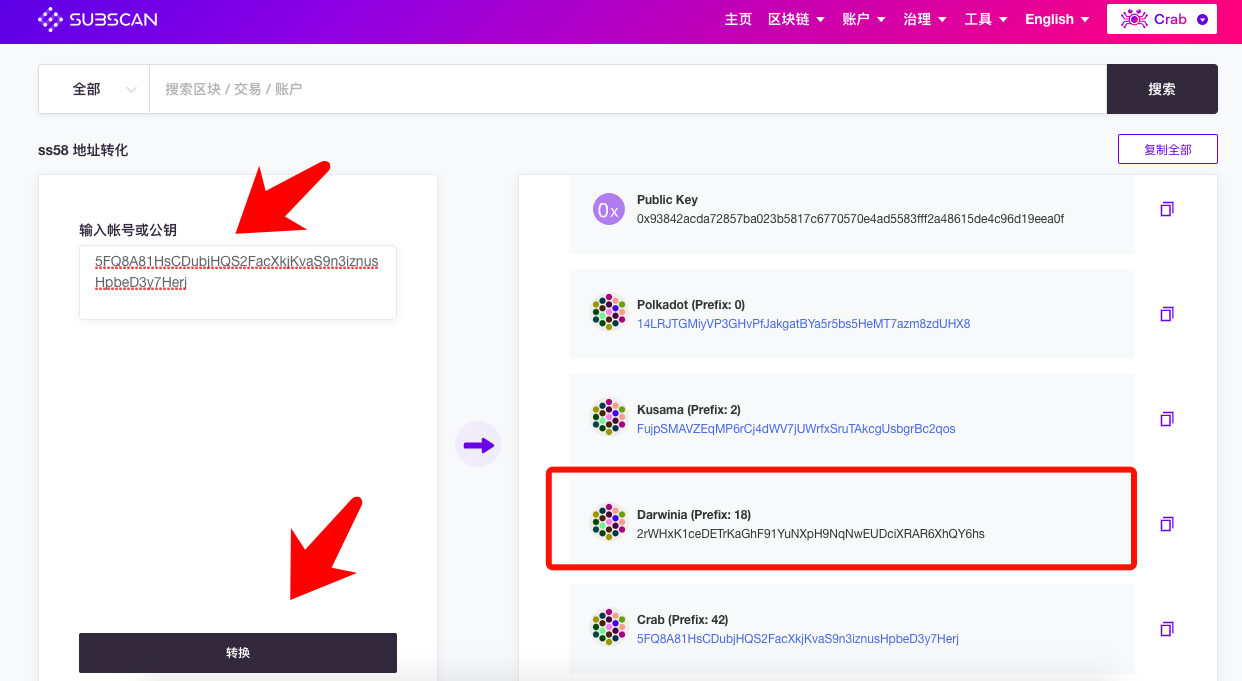 SUBSCAN
主页 区块链 账户 治理 工具 English Crab
全部 搜索区块 / 交易 / 账户 搜索
ss58 地址转化 复制全部
输入帐号或公钥
5FQ8A81HsCDubjHQS2FacXkjKvaS9n3iznus
HpbeD3y7Herj
转换
0x
Public Key
0x93842acda72857ba023b5817c6770570e4ad5583fff2a48615de4c96d19eea0f
Polkadot (Prefix: 0)
14LRJTGMiyVP3GHvPfJakgatBYa5r5bs5HeMT7azm8zdUHX8
Kusama (Prefix: 2)
FujpSMAVZEqMP6rCj4dWV7jUWrfxSruTAkcgUsbgrBc2qos
Darwinia (Prefix: 18)
2rWHxK1ceDETrKaGhF91YuNXpH9NqNwEUDciXRAR6XhQY6hs
Crab (Prefix: 42)
5FQ8A81HsCDubjHQS2FacXkjKvaS9n3iznusHpbeD3y7Herj